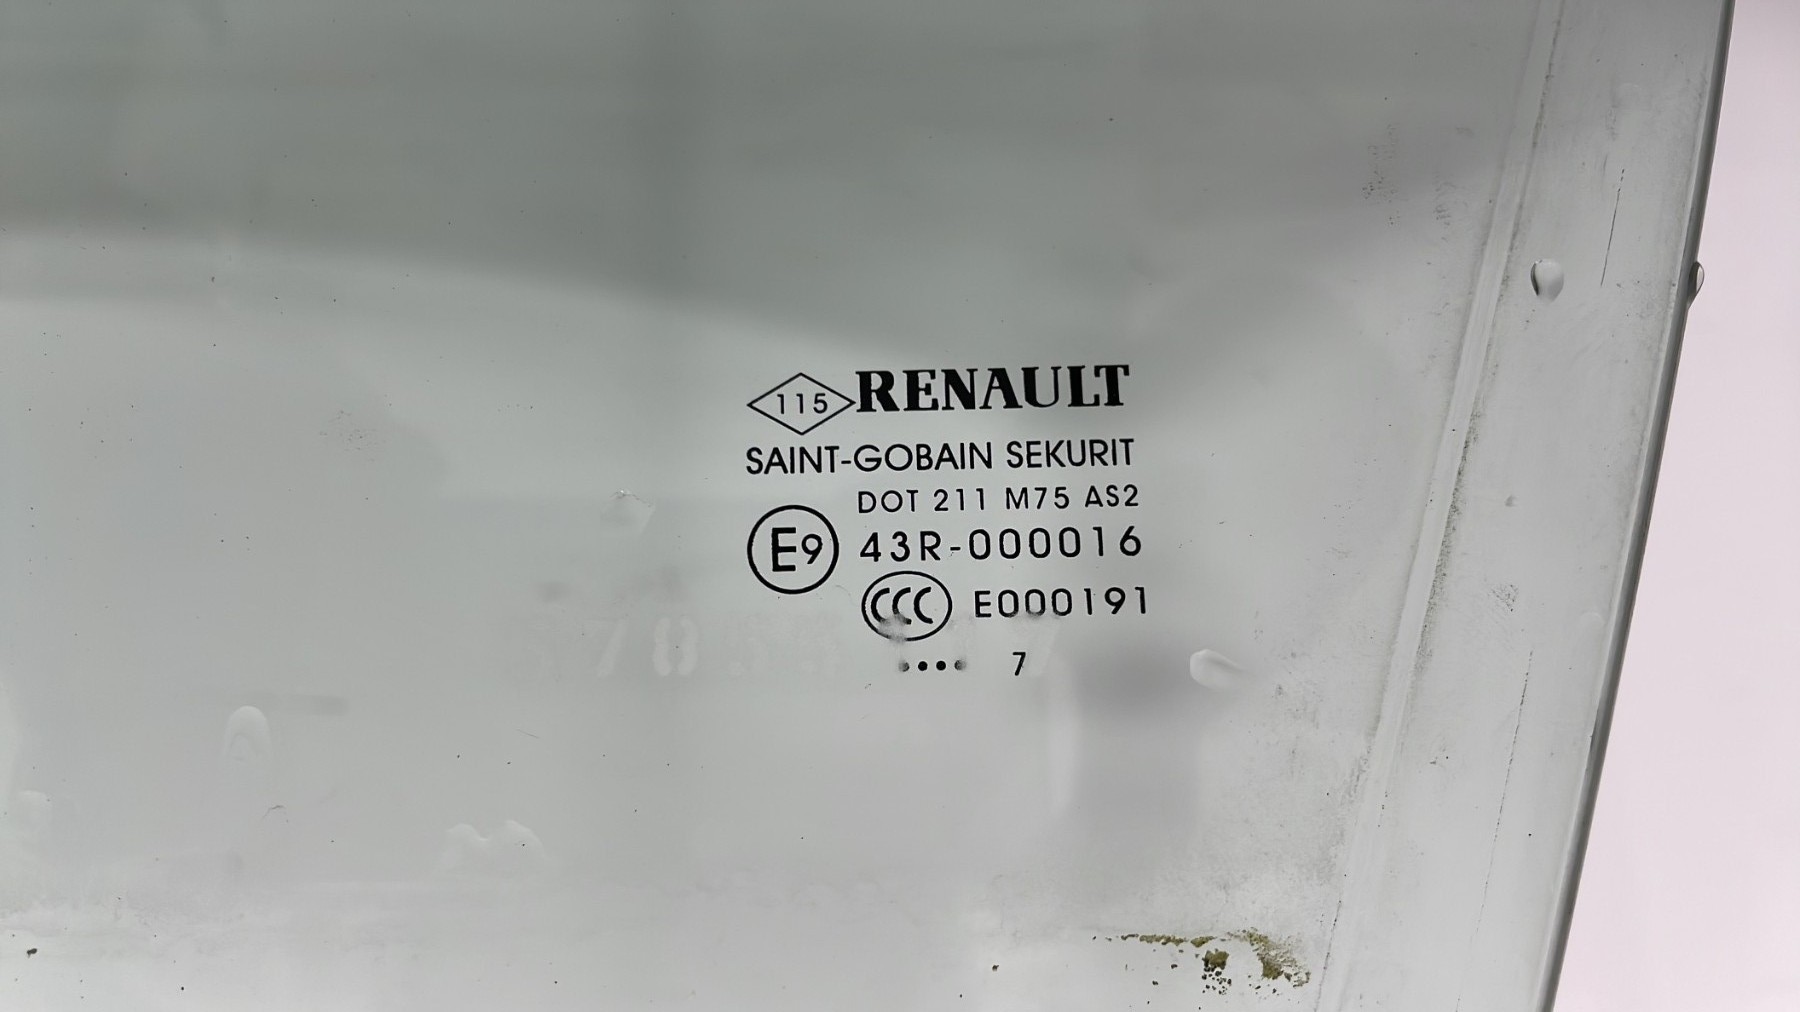 115 RENAULT
SAINT-GOBAIN SEKURIT
DOT 211 M75 AS2
E9 43R-000016
CCC E000191
•••• 7